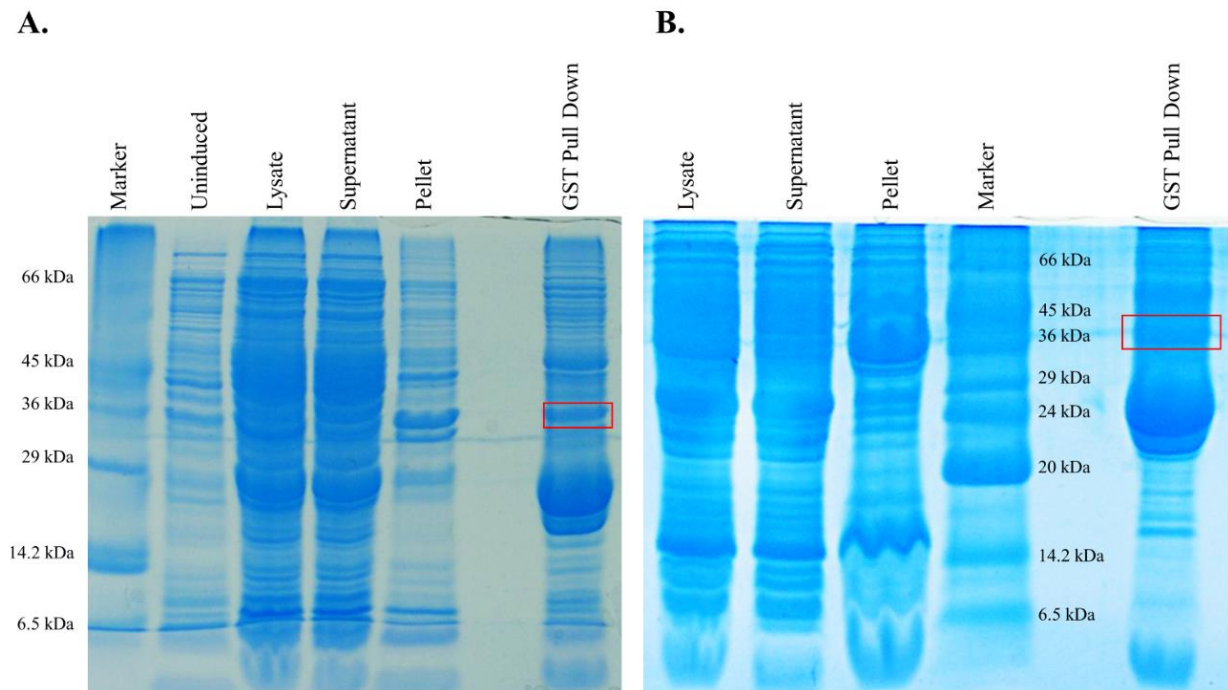 A.
Marker
Uninduced
Lysate
Supernatant
Pellet
GST Pull Down
66 kDa
45 kDa
36 kDa
29 kDa
14.2 kDa
6.5 kDa
B.
Lysate
Supernatant
Pellet
Marker
GST Pull Down
66 kDa
45 kDa
36 kDa
29 kDa
24 kDa
20 kDa
14.2 kDa
6.5 kDa